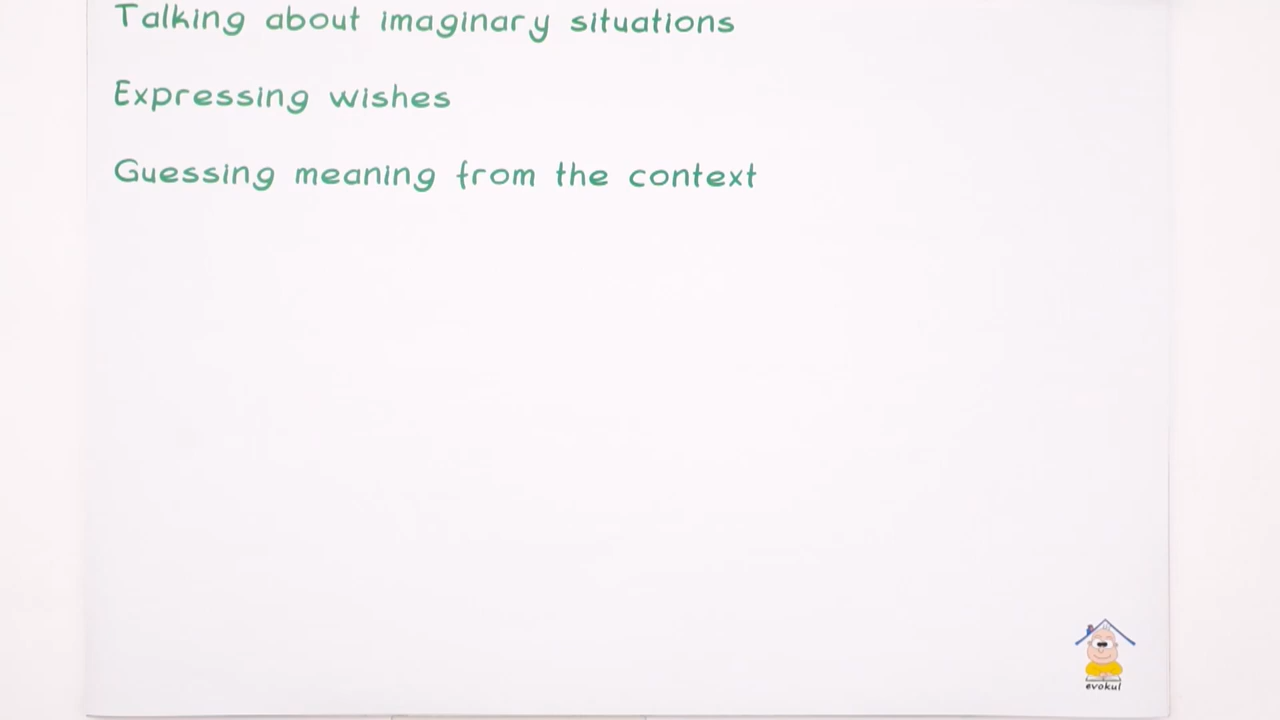 Talking about imaginary situations
Expressing wishes
Guessing meaning from the context
evokul